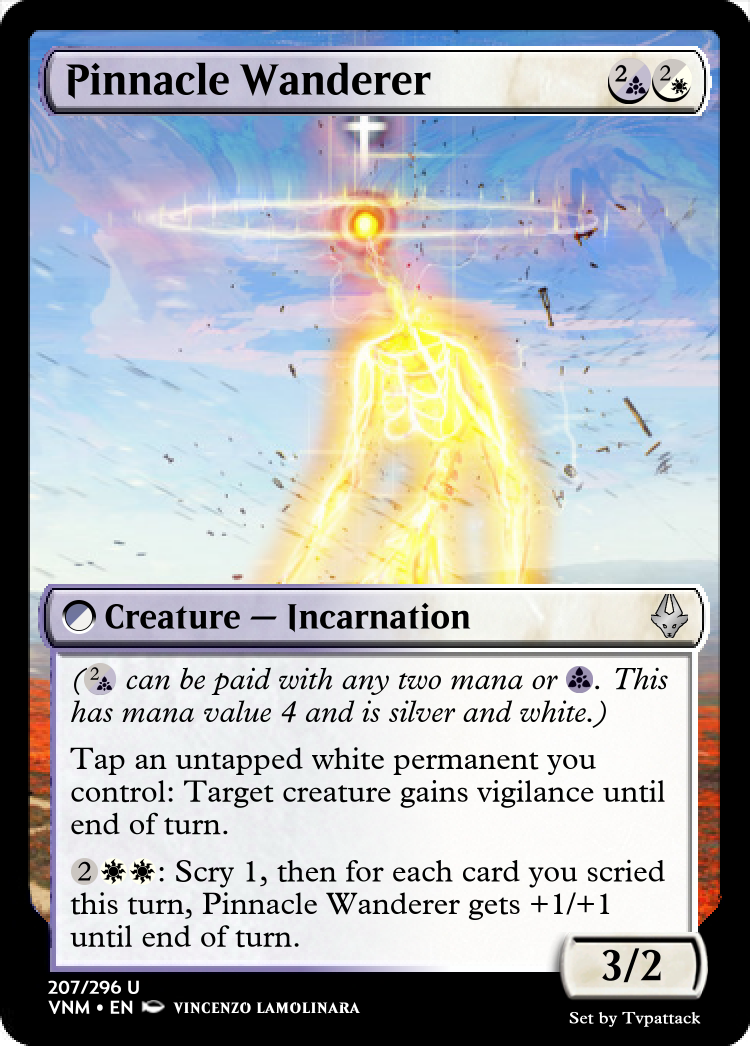 Pinnacle Wanderer 2 2
Creature — Incarnation
(2 can be paid with any two mana or . This
has mana value 4 and is silver and white.)
Tap an untapped white permanent you
control: Target creature gains vigilance until
end of turn.
2 : Scry 1, then for each card you scried
this turn, Pinnacle Wanderer gets +1/+1
until end of turn.
3/2
207/296 U
VNM • EN VINCENZO LAMOLINARA
Set by Tvpattack